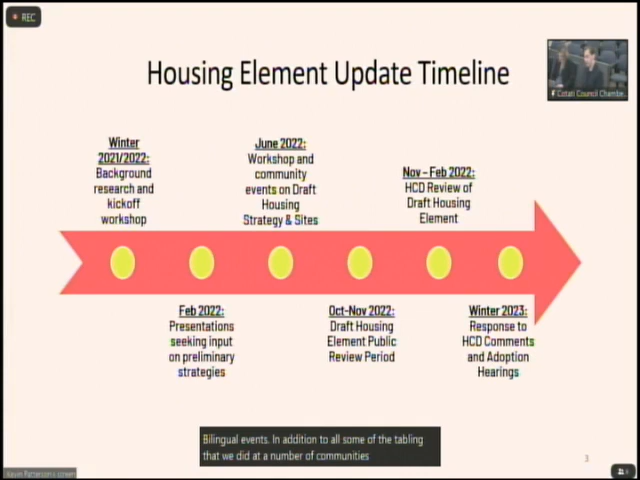 REC
Housing Element Update Timeline
Cotati Council Chambe...
Winter
2021/2022:
Background
research and
kickoff
workshop
June 2022:
Workshop and
community
events on Draft
Housing
Strategy & Sites
Nov – Feb 2022:
HCD Review of
Draft Housing
Element
Feb 2022:
Presentations
seeking input
on preliminary
strategies
Oct-Nov 2022:
Draft Housing
Element Public
Review Period
Winter 2023:
Response to
HCD Comments
and Adoption
Hearings
Bilingual events. In addition to all some of the tabling
that we did at a number of communities
3